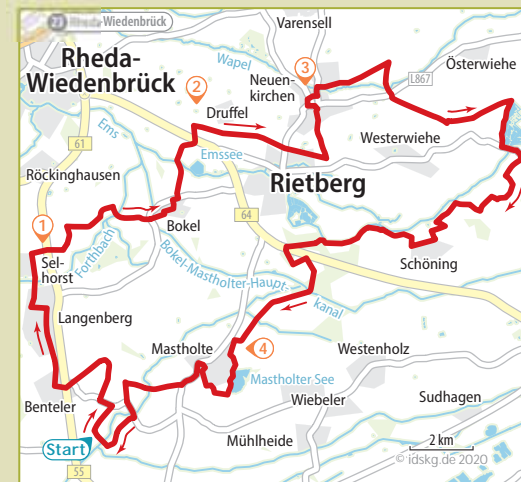 23
Wiedenbrück
Varensell
Rheda-
Wiedenbrück
Wapel
3
Neuen-
kirchen
L867
Österwiehe
2
Druffel
Ems
Emssee
Westerwiehe
61
Röckinghausen
Rietberg
1
Bokel
64
Sel-
horst
Forthbach
Bokel-Mastholter-Haupt-
kanal
Schöning
Langenberg
Mastholte
4
Westenholz
Mastholter See
Benteler
Wiebeler
Sudhagen
Start
Mühlheide
2 km
55
© idskg.de 2020